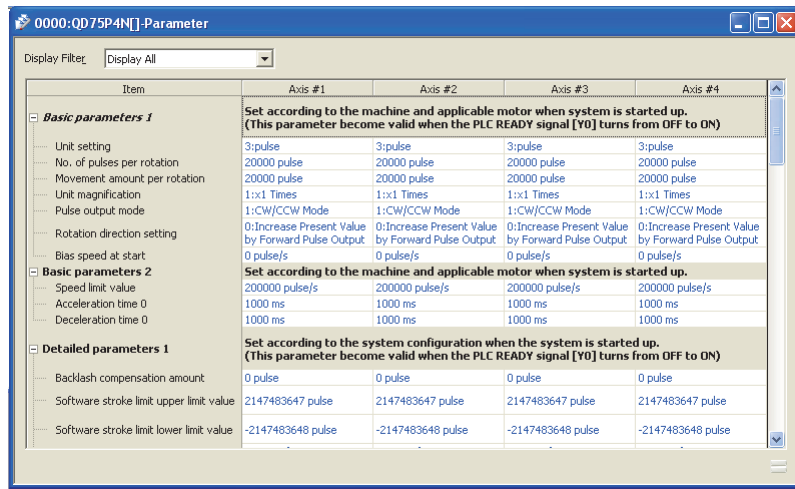 0000:QD75P4N[]-Parameter
Display Filter Display All
Item Axis #1 Axis #2 Axis #3 Axis #4
Basic parameters 1 Set according to the machine and applicable motor when system is started up.
(This parameter become valid when the PLC READY signal [Y0] turns from OFF to ON)
Unit setting 3:pulse 3:pulse 3:pulse 3:pulse
No. of pulses per rotation 20000 pulse 20000 pulse 20000 pulse 20000 pulse
Movement amount per rotation 20000 pulse 20000 pulse 20000 pulse 20000 pulse
Unit magnification 1:x1 Times 1:x1 Times 1:x1 Times 1:x1 Times
Pulse output mode 1:CW/CCW Mode 1:CW/CCW Mode 1:CW/CCW Mode 1:CW/CCW Mode
Rotation direction setting 0:Increase Present Value 0:Increase Present Value 0:Increase Present Value 0:Increase Present Value
by Forward Pulse Output by Forward Pulse Output by Forward Pulse Output by Forward Pulse Output
Bias speed at start 0 pulse/s 0 pulse/s 0 pulse/s 0 pulse/s
Basic parameters 2 Set according to the machine and applicable motor when system is started up.
Speed limit value 200000 pulse/s 200000 pulse/s 200000 pulse/s 200000 pulse/s
Acceleration time 0 1000 ms 1000 ms 1000 ms 1000 ms
Deceleration time 0 1000 ms 1000 ms 1000 ms 1000 ms
Detailed parameters 1 Set according to the system configuration when the system is started up.
(This parameter become valid when the PLC READY signal [Y0] turns from OFF to ON)
Backlash compensation amount 0 pulse 0 pulse 0 pulse 0 pulse
Software stroke limit upper limit value 2147483647 pulse 2147483647 pulse 2147483647 pulse 2147483647 pulse
Software stroke limit lower limit value -2147483648 pulse -2147483648 pulse -2147483648 pulse -2147483648 pulse